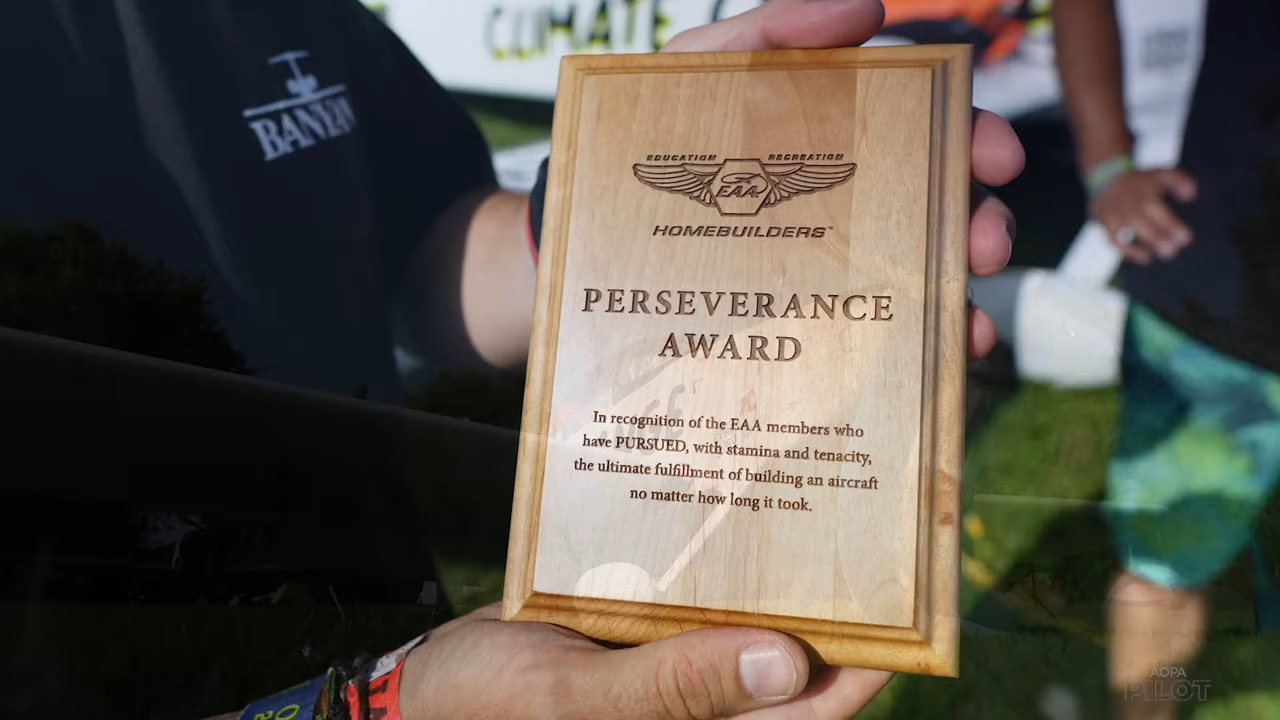 CLIMATE
BANYAN
EDUCATION RECREATION
EAA
HOMEBUILDERS™
PERSEVERANCE
AWARD
In recognition of the EAA members who
have PURSUED, with stamina and tenacity,
the ultimate fulfillment of building an aircraft
no matter how long it took.
AOPA
PILOT